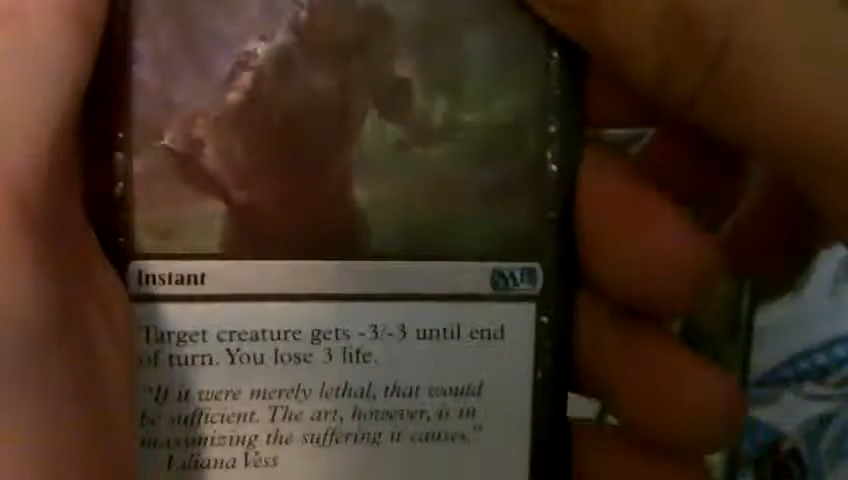 Instant
Target creature gets -3/-3 until end
of turn. You lose 3 life.
"If it were merely lethal, that would
be sufficient. The art, however, is in
maximizing the suffering it causes."
Liliana Vess